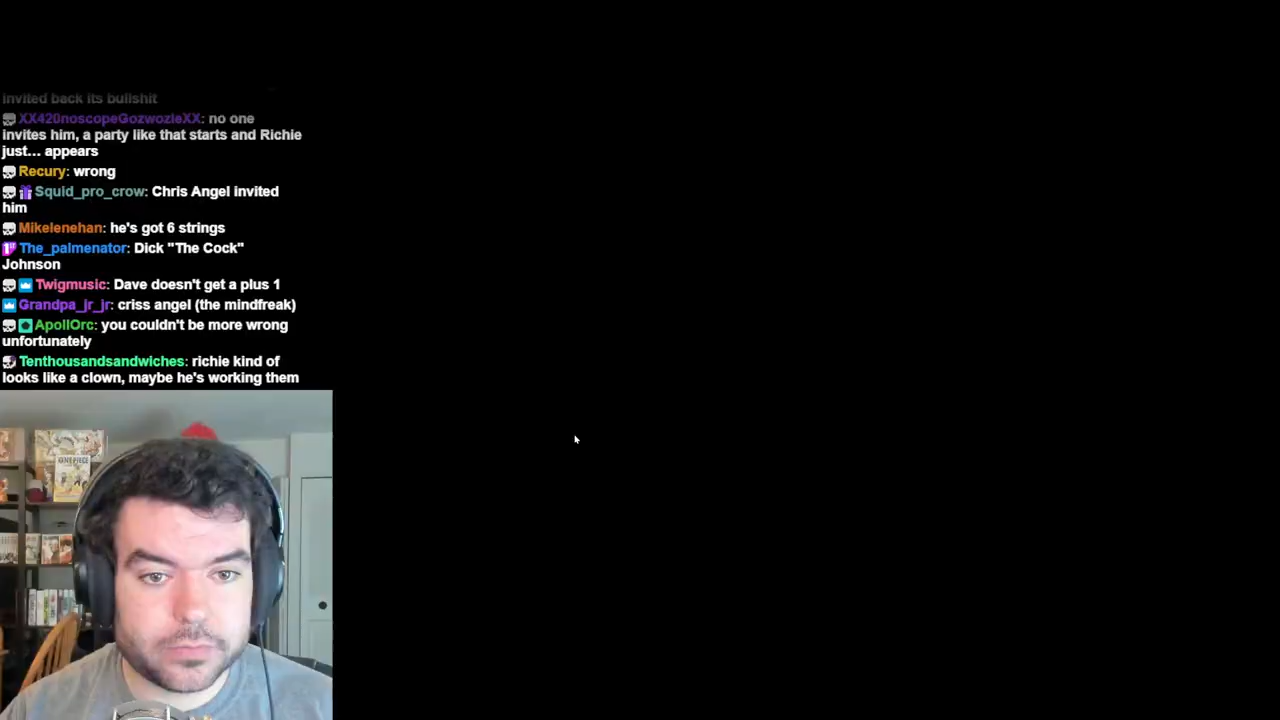 invited back its bullshit
XX420noscopeGozwozleXX: no one
invites him, a party like that starts and Richie
just... appears
Recury: wrong
Squid_pro_crow: Chris Angel invited
him
Mikelenehan: he's got 6 strings
The_palmenator: Dick "The Cock"
Johnson
Twigmusic: Dave doesn't get a plus 1
Grandpa_jr_jr: criss angel (the mindfreak)
ApollOrc: you couldn't be more wrong
unfortunately
Tenthousandsandwiches: richie kind of
looks like a clown, maybe he's working them
ONE PIECE